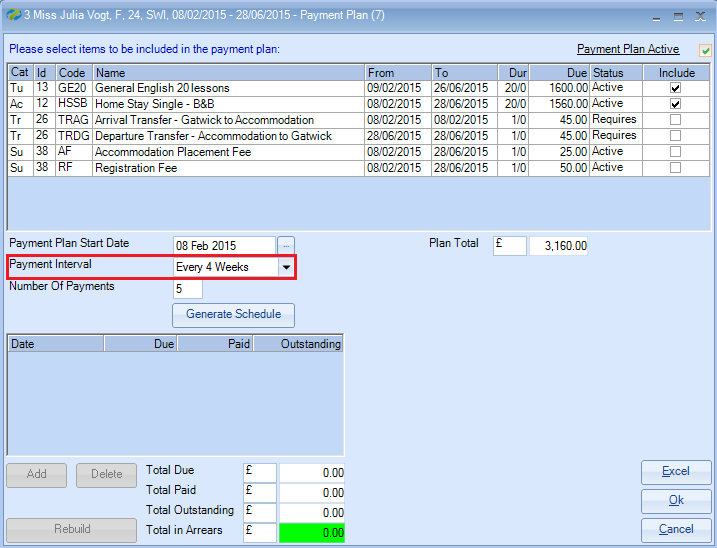 3 Miss Julia Vogt, F, 24, SWI, 08/02/2015 - 28/06/2015 - Payment Plan (7)
Please select items to be included in the payment plan: Payment Plan Active
Cat Id Code Name From To Dur Due Status Include
Tu 13 GE20 General English 20 lessons 09/02/2015 26/06/2015 20/0 1600.00 Active
Ac 12 HSSB Home Stay Single - B&B 08/02/2015 28/06/2015 20/0 1560.00 Active
Tr 26 TRAG Arrival Transfer - Gatwick to Accommodation 08/02/2015 08/02/2015 1/0 45.00 Requires
Tr 26 TRDG Departure Transfer - Accommodation to Gatwick 28/06/2015 28/06/2015 1/0 45.00 Requires
Su 38 AF Accommodation Placement Fee 08/02/2015 28/06/2015 1/0 25.00 Active
Su 38 RF Registration Fee 08/02/2015 28/06/2015 1/0 50.00 Active
Payment Plan Start Date 08 Feb 2015 ... Plan Total £ 3,160.00
Payment Interval Every 4 Weeks
Number Of Payments 5
Generate Schedule
Date Due Paid Outstanding
Add Delete Total Due £ 0.00 Excel
Total Paid £ 0.00
Total Outstanding £ 0.00 Ok
Rebuild Total in Arrears £ 0.00 Cancel